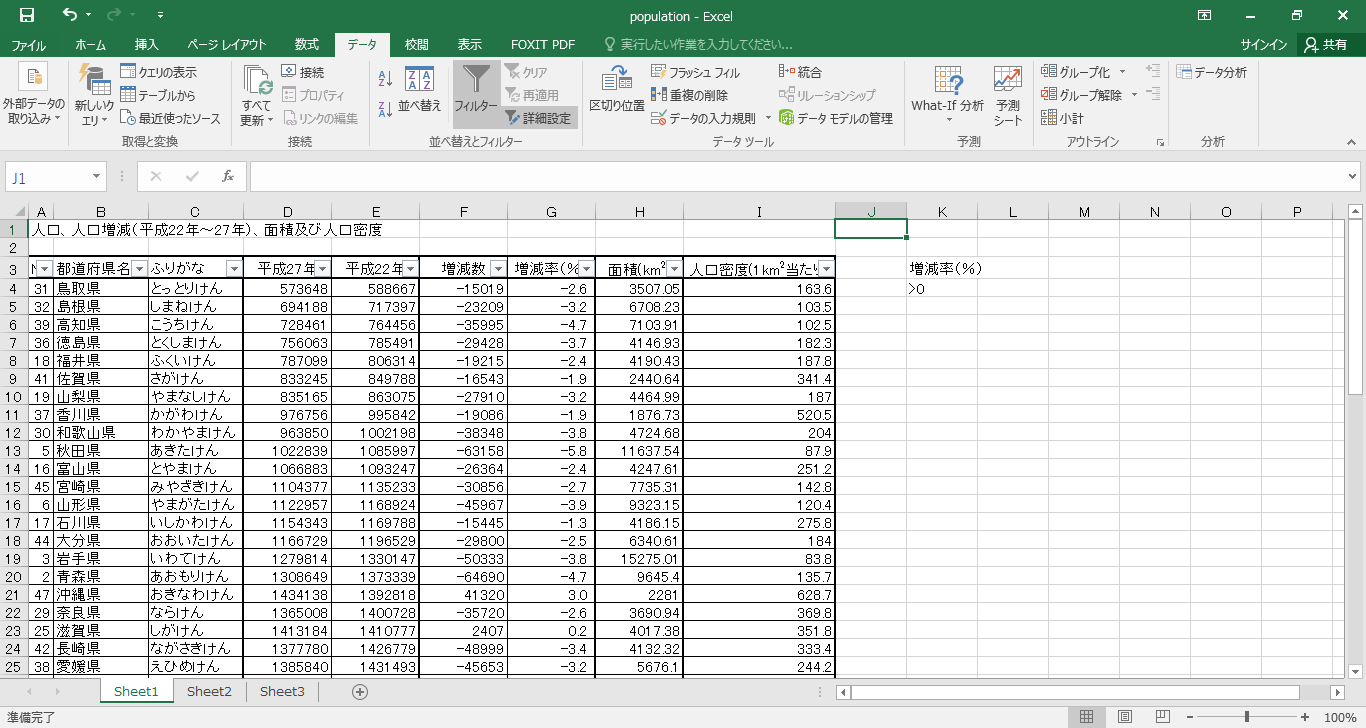 population - Excel
ファイル ホーム 挿入 ページ レイアウト 数式 データ 校閲 表示 FOXIT PDF 実行したい作業を入力してください... サインイン 共有
外部データの取り込み
新しいクエリ
クエリの表示
テーブルから
最近使ったソース
取得と変換
すべて更新
接続
プロパティ
リンクの編集
接続
並べ替え
フィルター
クリア
再適用
詳細設定
並べ替えとフィルター
区切り位置
フラッシュ フィル
重複の削除
データの入力規則
統合
リレーションシップ
データ モデルの管理
データ ツール
What-If 分析
予測シート
予測
グループ化
グループ解除
小計
アウトライン
データ分析
分析
J1 fx
A B C D E F G H I J K L M N O P
1 人口、人口増減(平成22年～27年)、面積及び人口密度
2
3 都道府県名 ふりがな 平成27年 平成22年 増減数 増減率(% 面積(km² 人口密度(1km²当たり 増減率(%)
4 31 鳥取県 とっとりけん 573648 588667 -15019 -2.6 3507.05 163.6 >0
5 32 島根県 しまねけん 694188 717397 -23209 -3.2 6708.23 103.5
6 39 高知県 こうちけん 728461 764456 -35995 -4.7 7103.91 102.5
7 36 徳島県 とくしまけん 756063 785491 -29428 -3.7 4146.93 182.3
8 18 福井県 ふくいけん 787099 806314 -19215 -2.4 4190.43 187.8
9 41 佐賀県 さがけん 833245 849788 -16543 -1.9 2440.64 341.4
10 19 山梨県 やまなしけん 835165 863075 -27910 -3.2 4464.99 187
11 37 香川県 かがわけん 976756 995842 -19086 -1.9 1876.73 520.5
12 30 和歌山県 わかやまけん 963850 1002198 -38348 -3.8 4724.68 204
13 5 秋田県 あきたけん 1022839 1085997 -63158 -5.8 11637.54 87.9
14 16 富山県 とやまけん 1066883 1093247 -26364 -2.4 4247.61 251.2
15 45 宮崎県 みやざきけん 1104377 1135233 -30856 -2.7 7735.31 142.8
16 6 山形県 やまがたけん 1122957 1168924 -45967 -3.9 9323.15 120.4
17 17 石川県 いしかわけん 1154343 1169788 -15445 -1.3 4186.15 275.8
18 44 大分県 おおいたけん 1166729 1196529 -29800 -2.5 6340.61 184
19 3 岩手県 いわてけん 1279814 1330147 -50333 -3.8 15275.01 83.8
20 2 青森県 あおもりけん 1308649 1373339 -64690 -4.7 9645.4 135.7
21 47 沖縄県 おきなわけん 1434138 1392818 41320 3.0 2281 628.7
22 29 奈良県 ならけん 1365008 1400728 -35720 -2.6 3690.94 369.8
23 25 滋賀県 しがけん 1413184 1410777 2407 0.2 4017.38 351.8
24 42 長崎県 ながさきけん 1377780 1426779 -48999 -3.4 4132.32 333.4
25 38 愛媛県 えひめけん 1385840 1431493 -45653 -3.2 5676.1 244.2
Sheet1 Sheet2 Sheet3
準備完了 100%